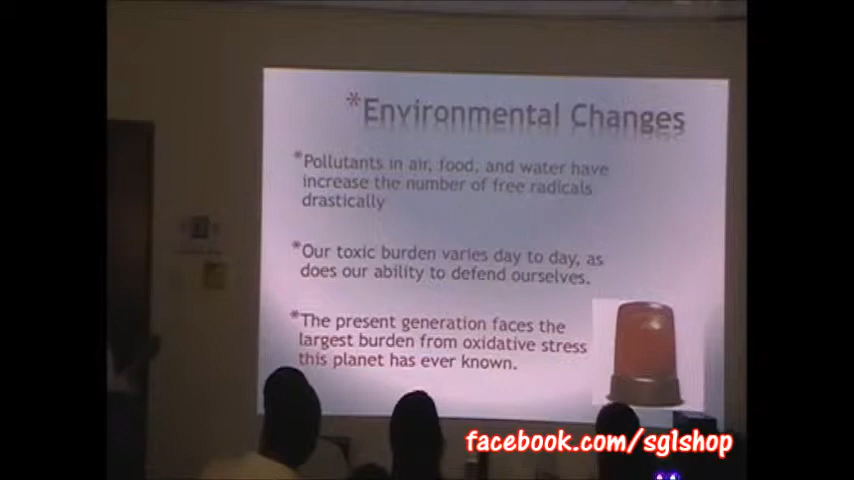 *Environmental Changes
*Pollutants in air, food, and water have
increase the number of free radicals
drastically
*Our toxic burden varies day to day, as
does our ability to defend ourselves.
*The present generation faces the
largest burden from oxidative stress
this planet has ever known.
facebook.com/sg1shop